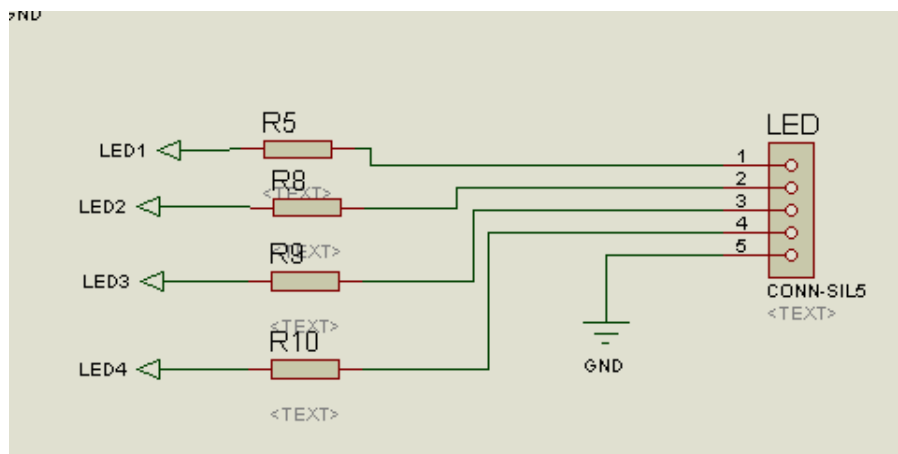 GND
R5
LED
LED1
1
R8
<TEXT>
2
LED2
3
4
R9
<TEXT>
5
LED3
CONN-SIL5
<TEXT>
<TEXT>
R10
GND
LED4
<TEXT>